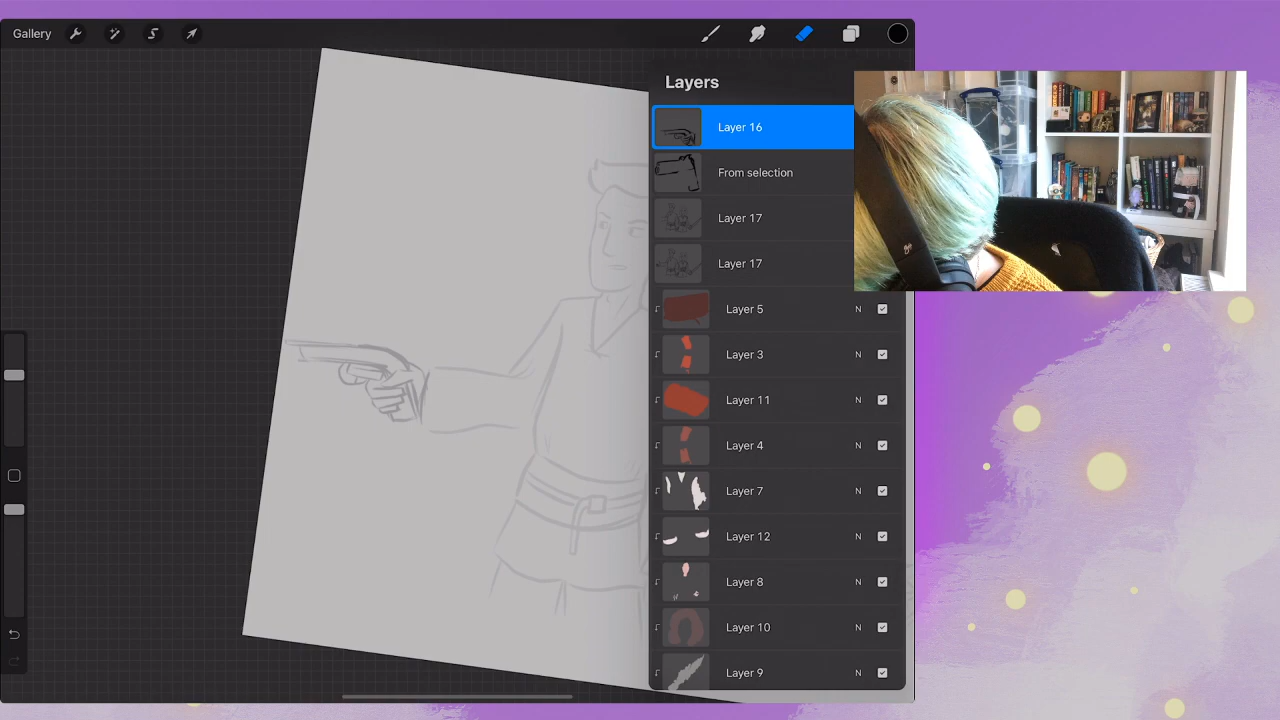 Gallery
Layers
Layer 16
From selection
Layer 17
Layer 17
Layer 5 N
Layer 3 N
Layer 11 N
Layer 4 N
Layer 7 N
Layer 12 N
Layer 8 N
Layer 10 N
Layer 9 N